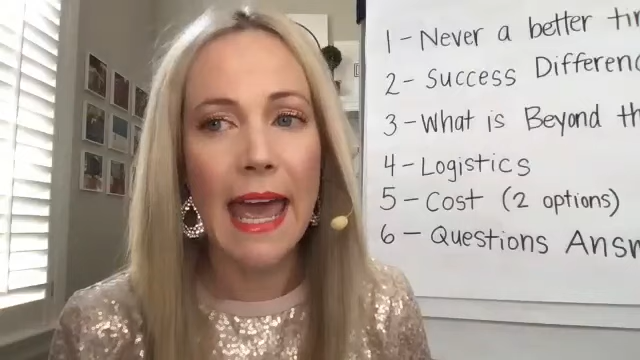 1 - Never a better
2 - Success
3 - What is Beyond
4 - Logistics
5 - Cost (2 options)
6 - Questions